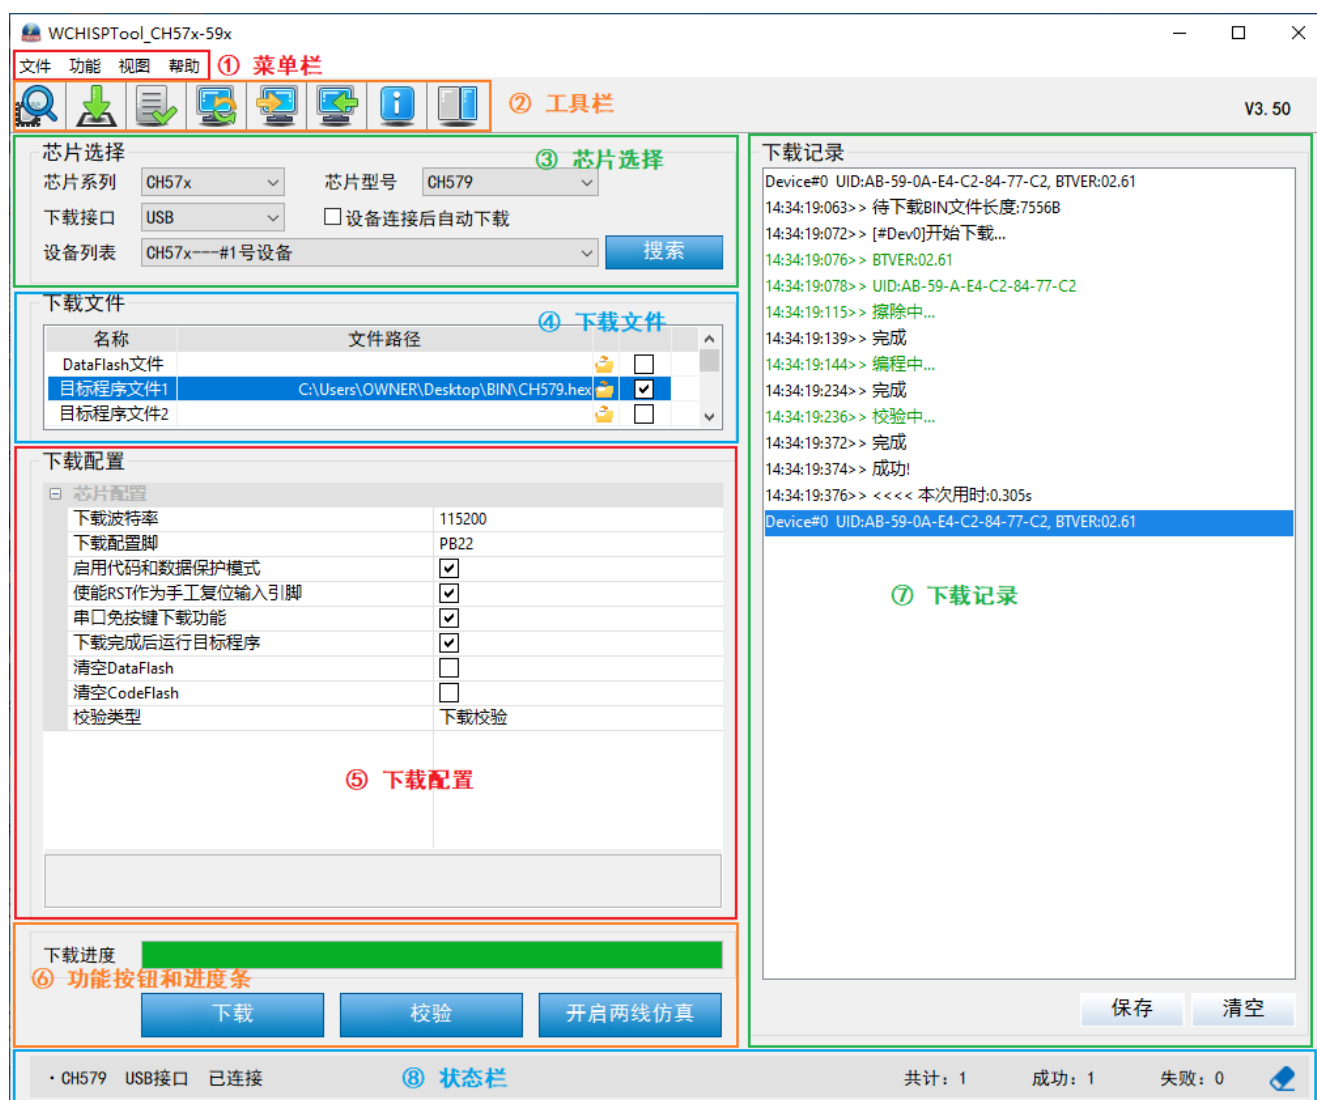 WCHISPTool_CH57x-59x
文件 功能 视图 帮助 ① 菜单栏
② 工具栏
V3.50
芯片选择
③ 芯片选择
芯片系列 CH57x 芯片型号 CH579
下载接口 USB 设备连接后自动下载
设备列表 CH57x---#1号设备 搜索
下载文件
④ 下载文件
名称 文件路径
DataFlash文件
目标程序文件1 C:\Users\OWNER\Desktop\BIN\CH579.hex
目标程序文件2
下载配置
芯片配置
下载波特率 115200
下载配置脚 PB22
启用代码和数据保护模式
使能RST作为手工复位输入引脚
串口免按键下载功能
下载完成后运行目标程序
清空DataFlash
清空CodeFlash
校验类型 下载校验
⑤ 下载配置
下载进度
⑥ 功能按钮和进度条
下载 校验 开启两线仿真
下载记录
Device#0 UID:AB-59-0A-E4-C2-84-77-C2, BTVER:02.61
14:34:19:063>> 待下载BIN文件长度:7556B
14:34:19:072>> [#Dev0]开始下载...
14:34:19:076>> BTVER:02.61
14:34:19:078>> UID:AB-59-A-E4-C2-84-77-C2
14:34:19:115>> 擦除中...
14:34:19:139>> 完成
14:34:19:144>> 编程中...
14:34:19:234>> 完成
14:34:19:236>> 校验中...
14:34:19:372>> 完成
14:34:19:374>> 成功!
14:34:19:376>> <<<< 本次用时:0.305s
Device#0 UID:AB-59-0A-E4-C2-84-77-C2, BTVER:02.61
⑦ 下载记录
保存 清空
·CH579 USB接口 已连接 ⑧ 状态栏 共计: 1 成功: 1 失败: 0